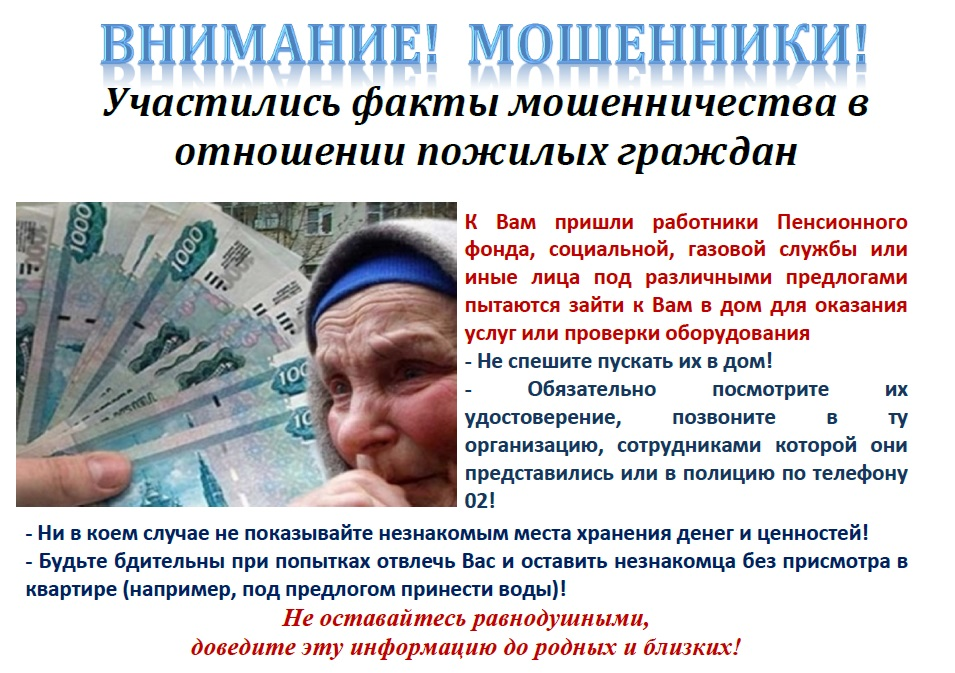 ВНИМАНИЕ! МОШЕННИКИ!
Участились факты мошенничества в
отношении пожилых граждан
К Вам пришли работники Пенсионного
фонда, социальной, газовой службы или
иные лица под различными предлогами
пытаются зайти к Вам в дом для оказания
услуг или проверки оборудования
- Не спешите пускать их в дом!
- Обязательно посмотрите их
удостоверение, позвоните в ту
организацию, сотрудниками которой они
представились или в полицию по телефону
02!
- Ни в коем случае не показывайте незнакомым места хранения денег и ценностей!
- Будьте бдительны при попытках отвлечь Вас и оставить незнакомца без присмотра в
квартире (например, под предлогом принести воды)!
Не оставайтесь равнодушными,
доведите эту информацию до родных и близких!
1000
1000
100
10